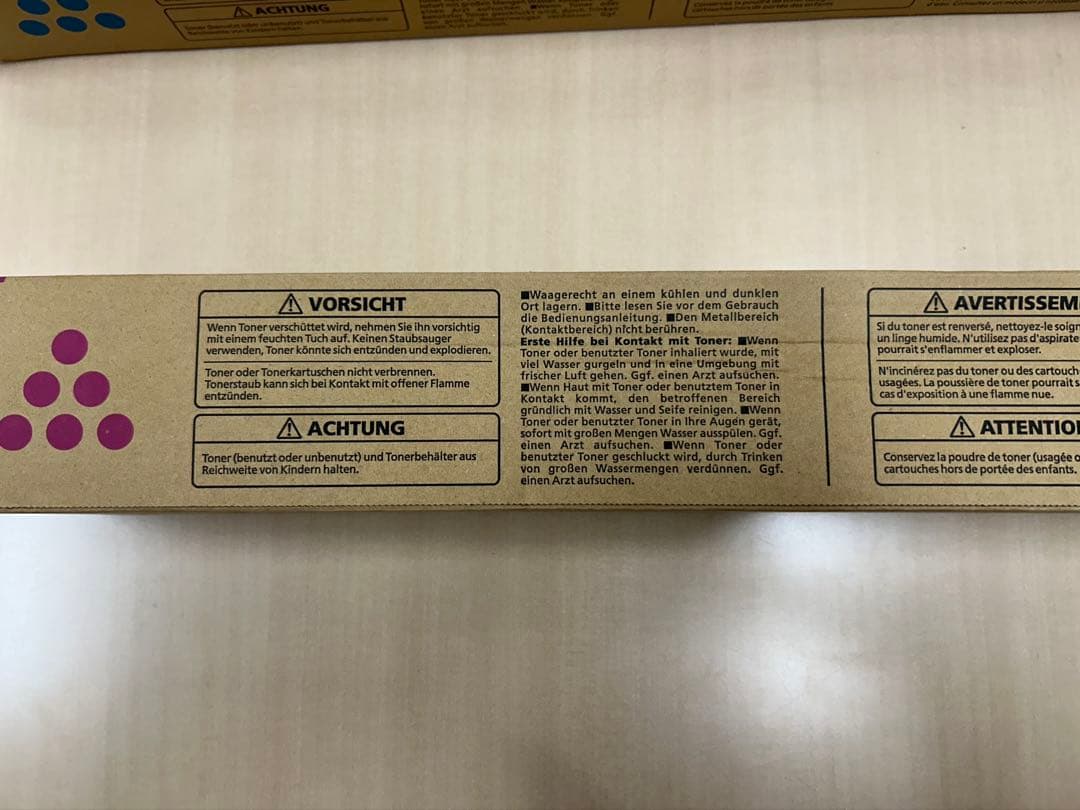 ACHTUNG
⚠ VORSICHT
Wenn Toner verschüttet wird, nehmen Sie ihn vorsichtig
mit einem feuchten Tuch auf. Keinen Staubsauger
verwenden, Toner könnte sich entzünden und explodieren.
Toner oder Tonerkartuschen nicht verbrennen.
Tonerstaub kann sich bei Kontakt mit offener Flamme
entzünden.
⚠ ACHTUNG
Toner (benutzt oder unbenutzt) und Tonerbehälter aus
Reichweite von Kindern halten.
■Waagerecht an einem kühlen und dunklen
Ort lagern. ■Bitte lesen Sie vor dem Gebrauch
die Bedienungsanleitung. ■Den Metallbereich
(Kontaktbereich) nicht berühren.
Erste Hilfe bei Kontakt mit Toner: ■Wenn
Toner oder benutzter Toner inhaliert wurde, mit
viel Wasser gurgeln und in eine Umgebung mit
frischer Luft gehen. Ggf. einen Arzt aufsuchen.
■Wenn Haut mit Toner oder benutztem Toner in
Kontakt kommt, den betroffenen Bereich
gründlich mit Wasser und Seife reinigen. ■Wenn
Toner oder benutzter Toner in Ihre Augen gerät,
sofort mit großen Mengen Wasser ausspülen. Ggf.
einen Arzt aufsuchen. ■Wenn Toner oder
benutzter Toner geschluckt wird, durch Trinken
von großen Wassermengen verdünnen. Ggf.
einen Arzt aufsuchen.
⚠ AVERTISSEM
Si du toner est renversé, nettoyez-le soign
un linge humide. N'utilisez pas d'aspirate
pourrait s'enflammer et exploser.
N'incinérez pas du toner ou des cartouch
usagées. La poussière de toner pourrait s
cas d'exposition à une flamme nue.
⚠ ATTENTIO
Conservez la poudre de toner (usagée o
cartouches hors de portée des enfants.